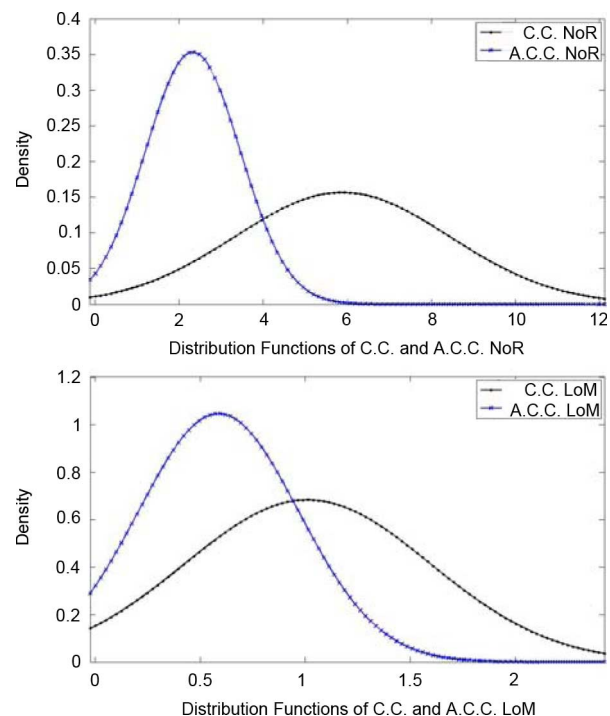 0.4
0.35
0.3
0.25
0.2
0.15
0.1
0.05
0
Density
C.C. NoR
A.C.C. NoR
0 2 4 6 8 10 12
Distribution Functions of C.C. and A.C.C. NoR
1.2
1
0.8
0.6
0.4
0.2
0
Density
C.C. LoM
A.C.C. LoM
0 0.5 1 1.5 2
Distribution Functions of C.C. and A.C.C. LoM